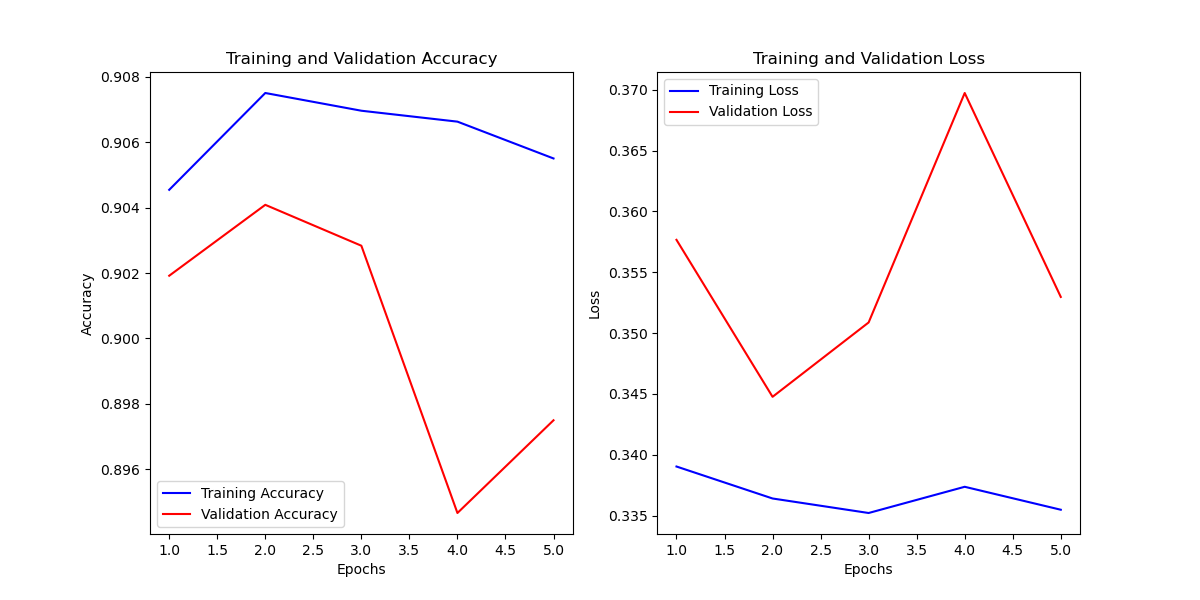 Training and Validation Accuracy
0.908
0.906
0.904
0.902
0.900
0.898
0.896
Accuracy
Training Accuracy
Validation Accuracy
1.0 1.5 2.0 2.5 3.0 3.5 4.0 4.5 5.0
Epochs
Training and Validation Loss
Training Loss
Validation Loss
0.370
0.365
0.360
0.355
0.350
0.345
0.340
0.335
Loss
1.0 1.5 2.0 2.5 3.0 3.5 4.0 4.5 5.0
Epochs